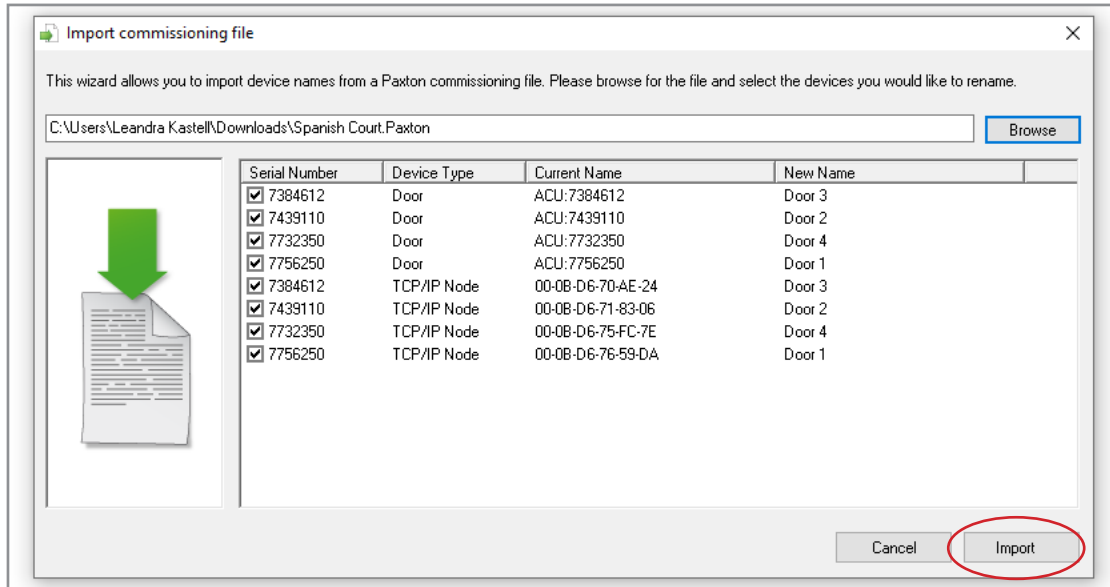 Import commissioning file
This wizard allows you to import device names from a Paxton commissioning file. Please browse for the file and select the devices you would like to rename.
C:\Users\Leandra Kastell\Downloads\Spanish Court.Paxton Browse
Serial Number Device Type Current Name New Name
7384612 Door ACU:7384612 Door 3
7439110 Door ACU:7439110 Door 2
7732350 Door ACU:7732350 Door 4
7756250 Door ACU:7756250 Door 1
7384612 TCP/IP Node 00-0B-D6-70-AE-24 Door 3
7439110 TCP/IP Node 00-0B-D6-71-83-06 Door 2
7732350 TCP/IP Node 00-0B-D6-75-FC-7E Door 4
7756250 TCP/IP Node 00-0B-D6-76-59-DA Door 1
Cancel Import